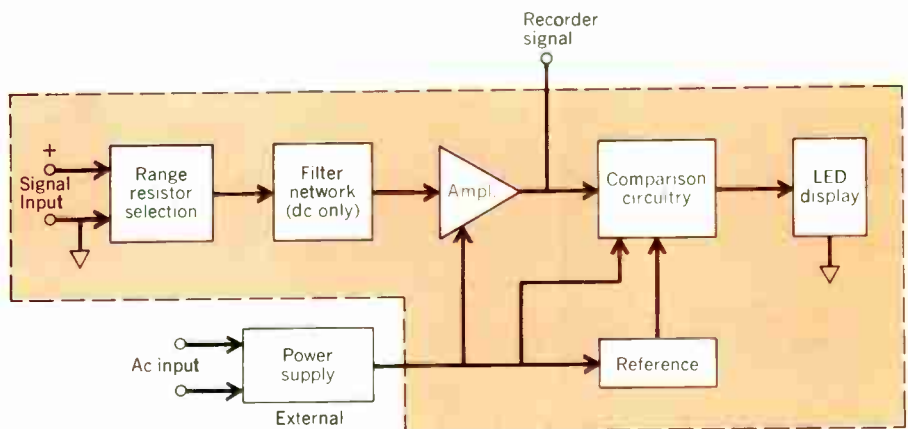 Recorder
signal
+
Signal
Input
Range
resistor
selection
Filter
network
(dc only)
Ampl.
Comparison
circuitry
LED
display
Ac input
Power
supply
External
Reference